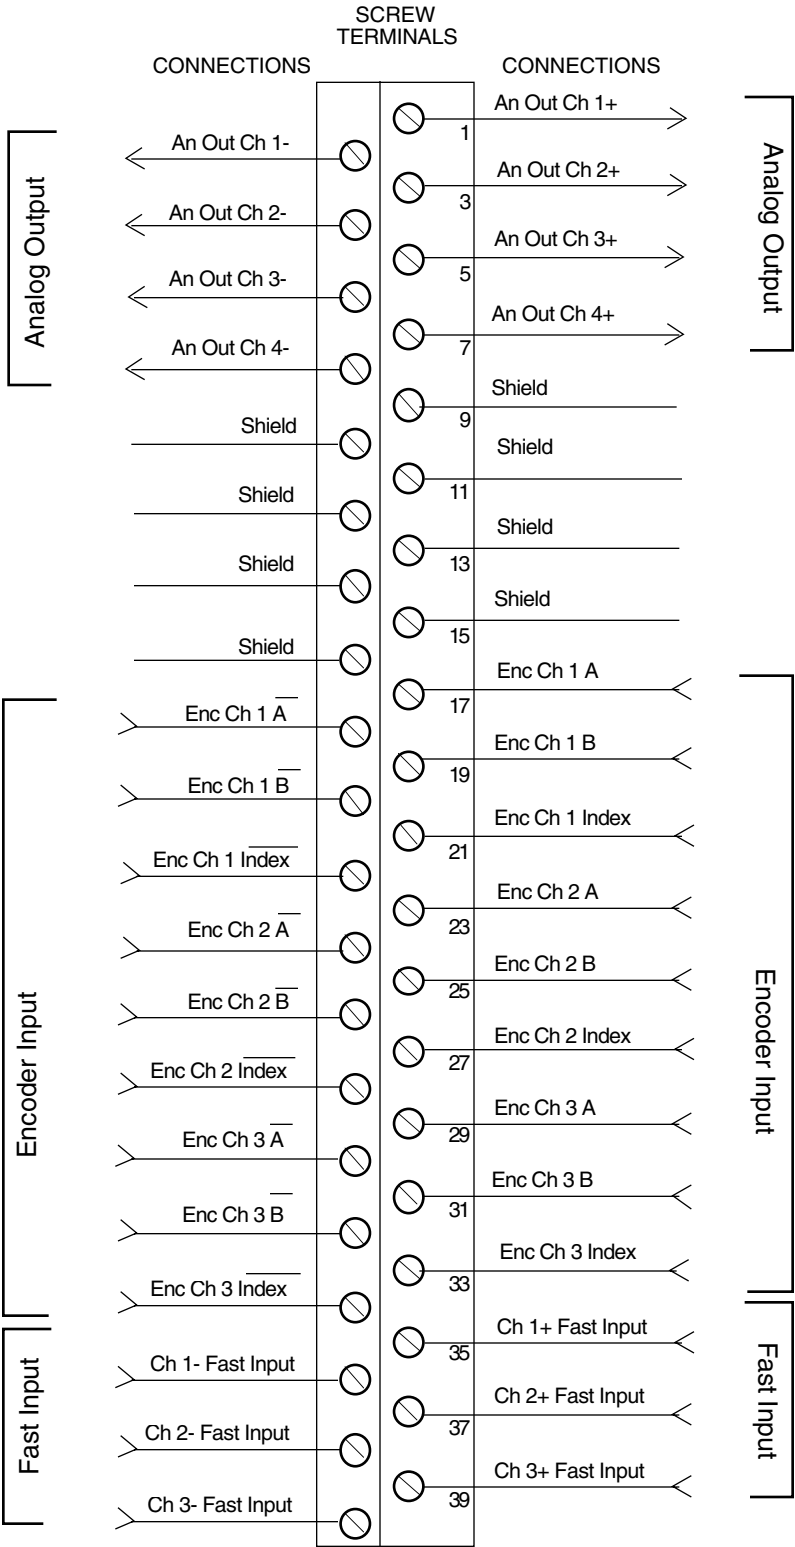 SCREW
TERMINALS
CONNECTIONS
CONNECTIONS
Analog Output
Analog Output
An Out Ch 1+
1
An Out Ch 1-
An Out Ch 2+
3
An Out Ch 2-
An Out Ch 3+
5
An Out Ch 3-
An Out Ch 4+
7
An Out Ch 4-
Shield
9
Shield
Shield
11
Shield
Shield
13
Shield
Shield
15
Shield
Encoder Input
Encoder Input
Enc Ch 1 A
17
Enc Ch 1 A̅
Enc Ch 1 B
19
Enc Ch 1 B̅
Enc Ch 1 Index
21
Enc Ch 1 I̅n̅d̅e̅x̅
Enc Ch 2 A
23
Enc Ch 2 A̅
Enc Ch 2 B
25
Enc Ch 2 B̅
Enc Ch 2 Index
27
Enc Ch 2 I̅n̅d̅e̅x̅
Enc Ch 3 A
29
Enc Ch 3 A̅
Enc Ch 3 B
31
Enc Ch 3 B̅
Enc Ch 3 Index
33
Enc Ch 3 I̅n̅d̅e̅x̅
Fast Input
Fast Input
Ch 1+ Fast Input
35
Ch 1- Fast Input
Ch 2+ Fast Input
37
Ch 2- Fast Input
Ch 3+ Fast Input
39
Ch 3- Fast Input